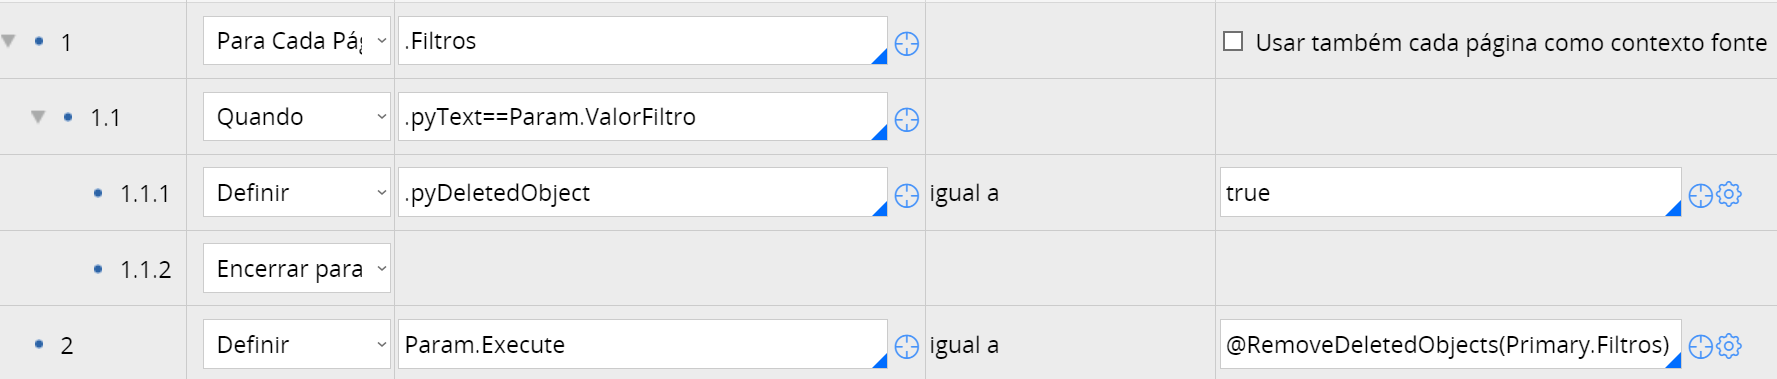 1 Para Cada Pág .Filtros Usar também cada página como contexto fonte
1.1 Quando .pyText==Param.ValorFiltro
1.1.1 Definir .pyDeletedObject igual a true
1.1.2 Encerrar para
2 Definir Param.Execute igual a @RemoveDeletedObjects(Primary.Filtros)